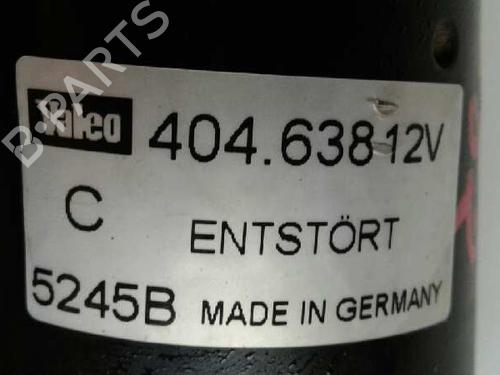 B-PARTS
Valeo 404.638 12V
C ENTSTÖRT
5245B MADE IN GERMANY